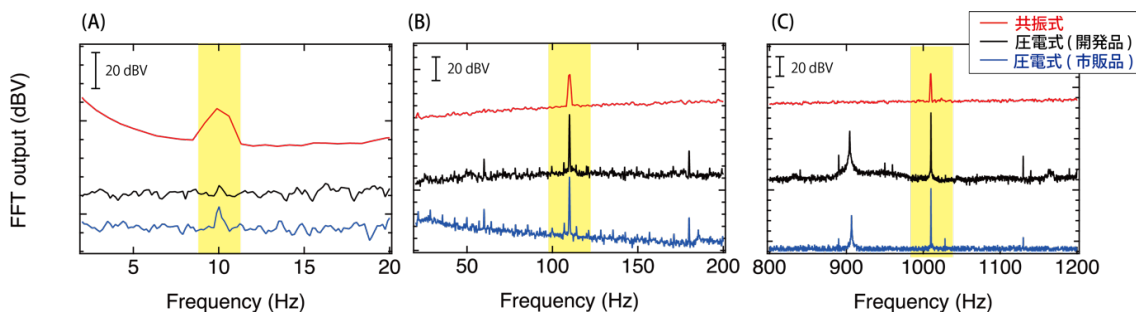 (A)
(B)
(C)
共振式
圧電式 ( 開発品 )
圧電式 ( 市販品 )
20 dBV
20 dBV
20 dBV
FFT output (dBV)
5
10
15
20
50
100
150
200
800
900
1000
1100
1200
Frequency (Hz)
Frequency (Hz)
Frequency (Hz)